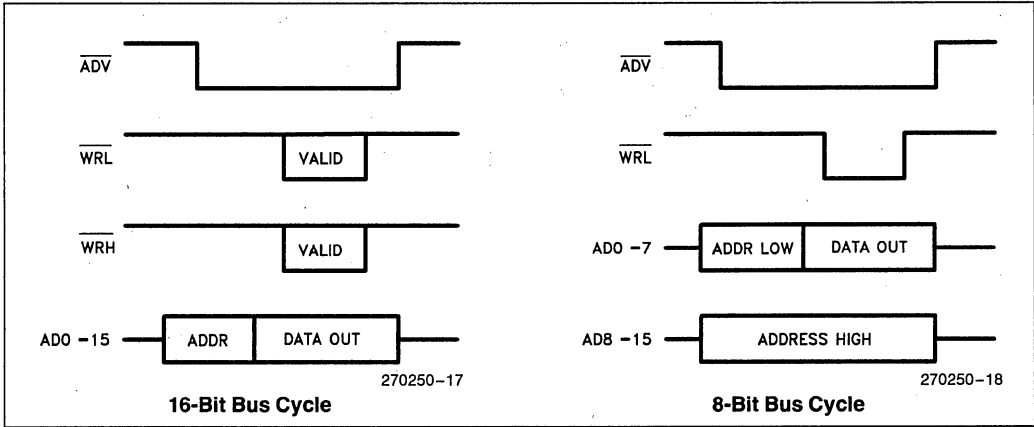 ADV
WRL
VALID
WRH
VALID
AD0 -15
ADDR
DATA OUT
270250-17
16-Bit Bus Cycle
ADV
WRL
AD0 -7
ADDR LOW
DATA OUT
AD8 -15
ADDRESS HIGH
270250-18
8-Bit Bus Cycle